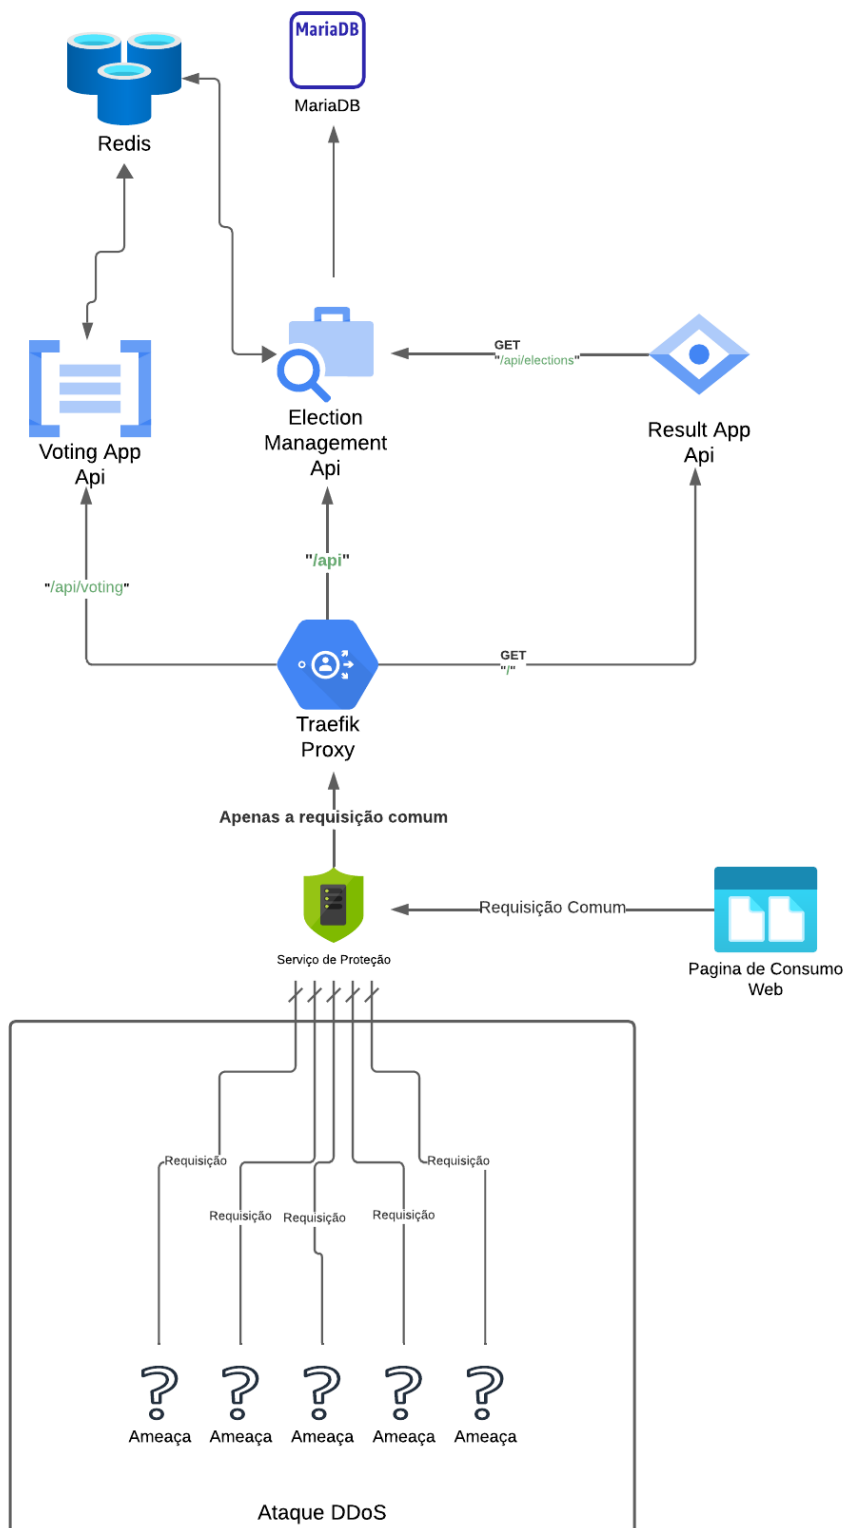 MariaDB
MariaDB
Redis
GET
"/api/elections"
Election
Management
Api
Result App
Api
Voting App
Api
"/api"
"/api/voting"
GET
"/"
Traefik
Proxy
Apenas a requisição comum
Requisição Comum
Serviço de Proteção
Pagina de Consumo
Web
Requisição
Requisição
Requisição
Requisição
Requisição
Ameaça
Ameaça
Ameaça
Ameaça
Ameaça
Ataque DDoS